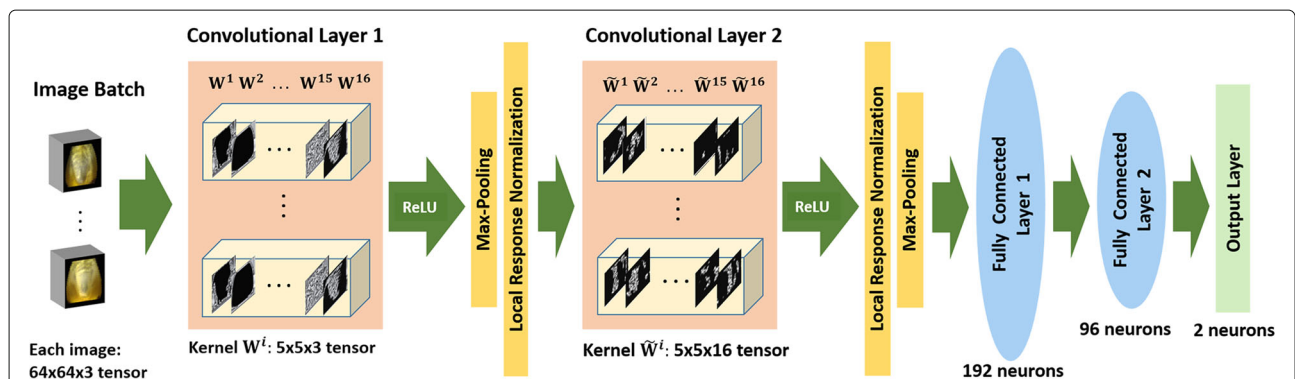 Image Batch
Each image:
64x64x3 tensor
Convolutional Layer 1
W¹ W² ... W¹⁵ W¹⁶
Kernel Wⁱ: 5x5x3 tensor
ReLU
Max-Pooling
Local Response Normalization
Convolutional Layer 2
W̃¹ W̃² ... W̃¹⁵ W̃¹⁶
Kernel W̃ⁱ: 5x5x16 tensor
ReLU
Local Response Normalization
Max-Pooling
Fully Connected
Layer 1
192 neurons
Fully Connected
Layer 2
96 neurons
Output Layer
2 neurons